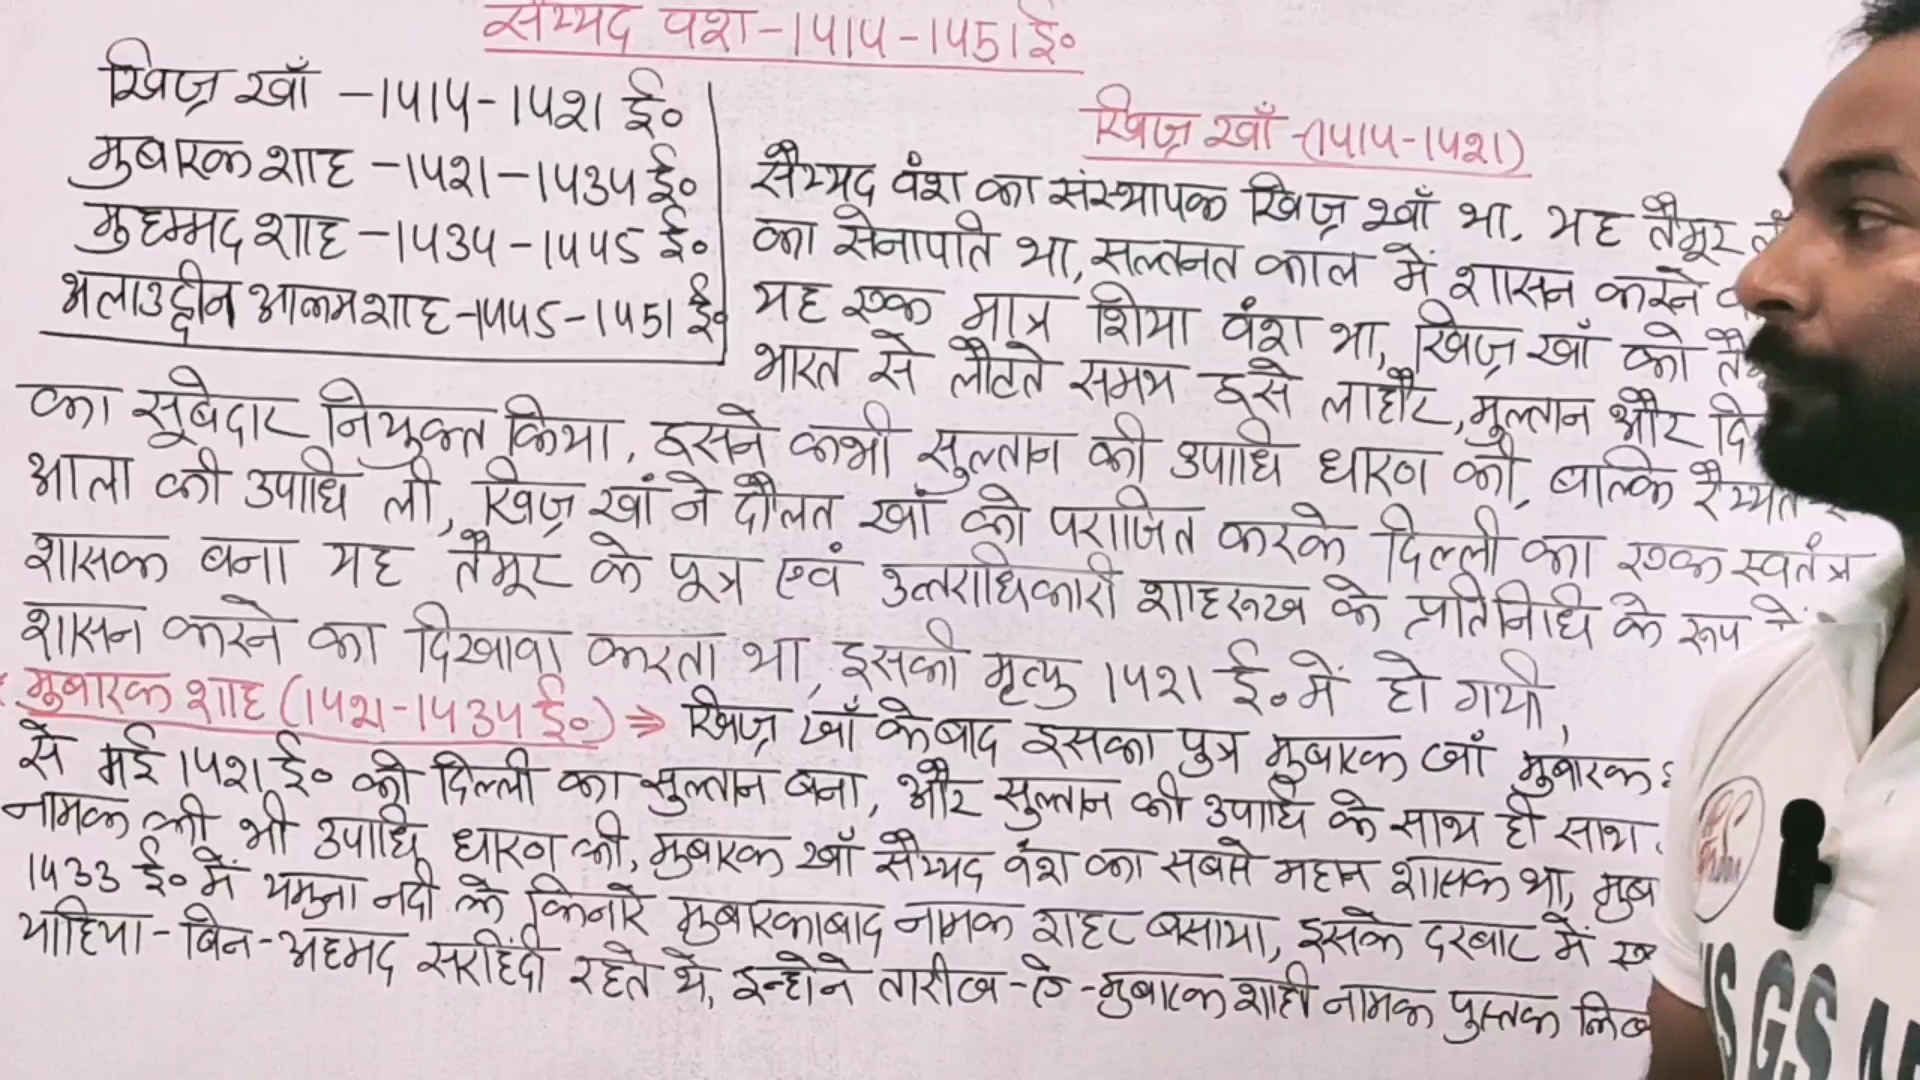 सैय्यद वंश-1414-1451ई०
खिज्र खाँ -1414-1421 ई०
मुबारक शाह -1421-1434 ई०
मुहम्मद शाह -1434-1445 ई०
अलाउद्दीन आलमशाह-1445-1451 ई०
खिज्र खाँ-(1414-1421)
सैय्यद वंश का संस्थापक खिज्र खाँ था, यह तैमूर
का सेनापति था, सल्तनत काल में शासन करने
यह एक मात्र शिया वंश था, खिज्र खाँ को
भारत से लौटते समय इसे लाहौर, मुल्तान और
का सूबेदार नियुक्त किया, इसने कभी सुल्तान की उपाधि धारण की, बल्कि रैय्यत
आला की उपाधि ली, खिज्र खां ने दौलत खाँ को पराजित करके दिल्ली का एक स्वतंत्र
शासक बना यह तैमूर के पूत्र एवं उत्तराधिकारी शाहरूख के प्रतिनिधि के रूप में
शासन करने का दिखावा करता था, इसकी मृत्यु 1421 ई० में हो गयी,
मुबारक शाह (1421-1434 ई०) ⇒ खिज्र खाँ के बाद इसका पुत्र मुबारक खाँ मुबारक
से मई 1421 ई० को दिल्ली का सुल्तान बना, और सुल्तान की उपाधि के साथ ही साथ
नामक की भी उपाधि धारण की, मुबारक खाँ सैय्यद वंश का सबसे महान शासक था,
1433 ई० में यमुना नदी के किनारे मुबारकाबाद नामक शहर बसाया, इसके दरबार में
याहिया-बिन-अहमद सरहिंदी रहते थे, इन्होने तारीख-ए-मुबारक शाही नामक पुस्तक